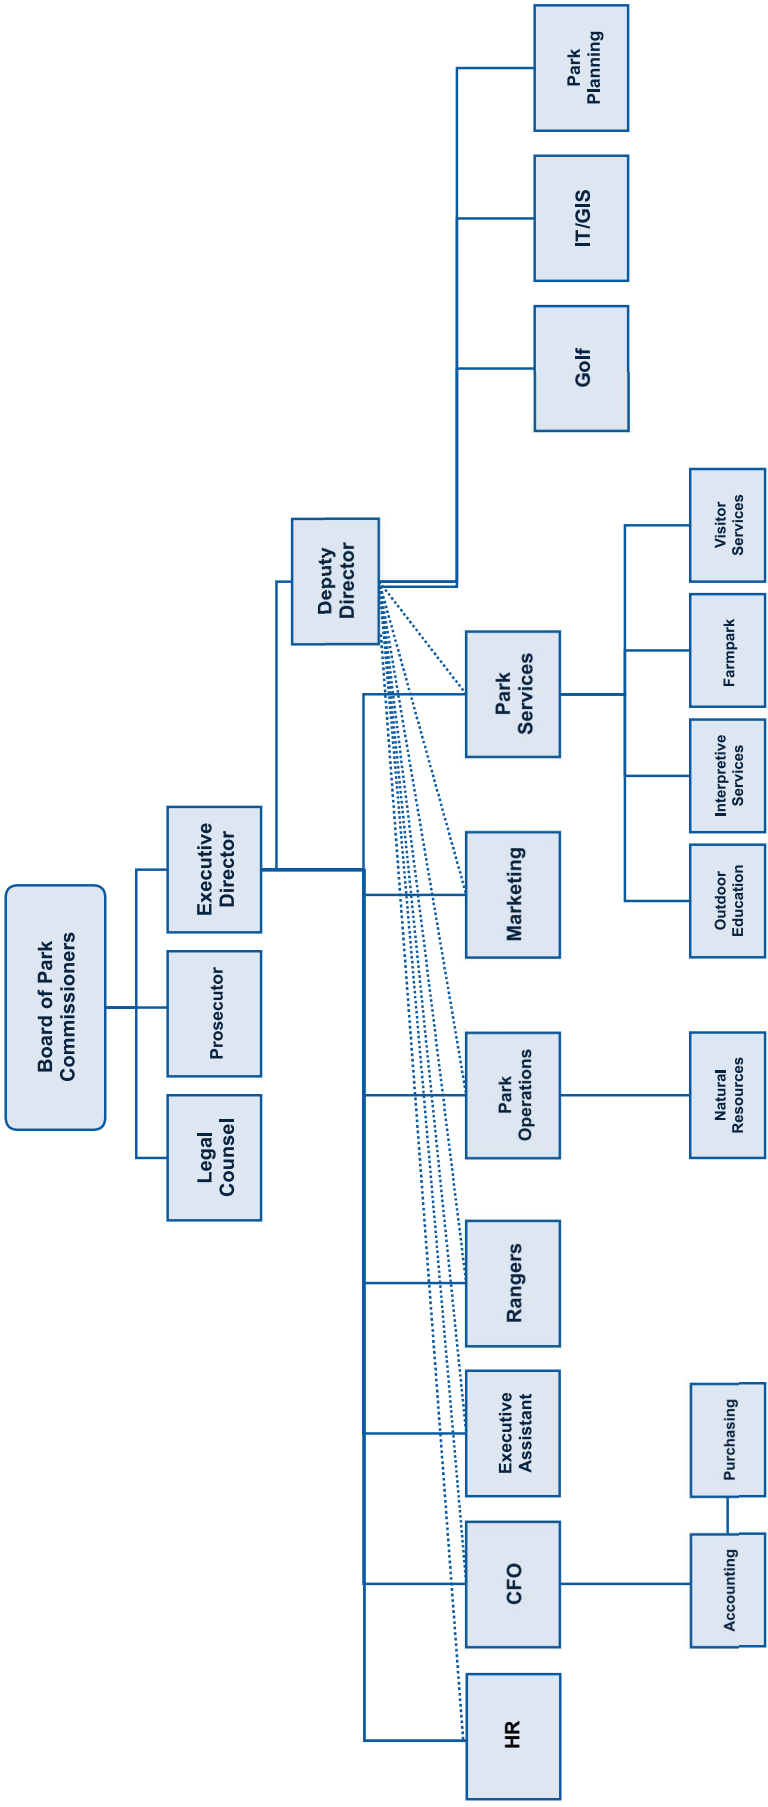 Board of Park
Commissioners
Legal
Counsel
Prosecutor
Executive
Director
Deputy
Director
HR
CFO
Executive
Assistant
Rangers
Park
Operations
Marketing
Park
Services
Golf
IT/GIS
Park
Planning
Accounting
Purchasing
Natural
Resources
Outdoor
Education
Interpretive
Services
Farmpark
Visitor
Services